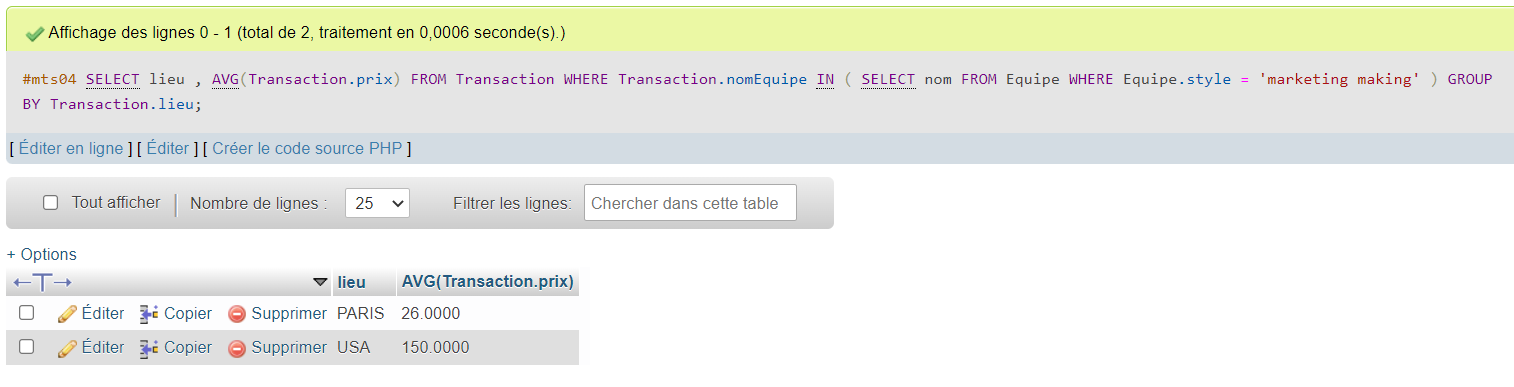 Affichage des lignes 0 - 1 (total de 2, traitement en 0,0006 seconde(s).)
#mts04 SELECT lieu , AVG(Transaction.prix) FROM Transaction WHERE Transaction.nomEquipe IN ( SELECT nom FROM Equipe WHERE Equipe.style = 'marketing making' ) GROUP
BY Transaction.lieu;
[ Éditer en ligne ] [ Éditer ] [ Créer le code source PHP ]
Tout afficher Nombre de lignes : 25 Filtrer les lignes: Chercher dans cette table
+ Options
←T→ lieu AVG(Transaction.prix)
Éditer Copier Supprimer PARIS 26.0000
Éditer Copier Supprimer USA 150.0000